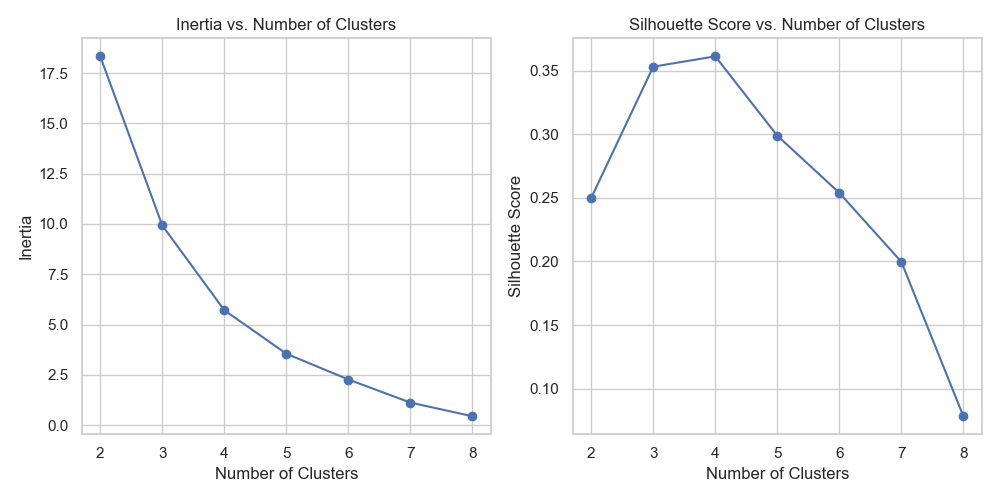 Inertia vs. Number of Clusters
17.5
15.0
12.5
10.0
7.5
5.0
2.5
0.0
Inertia
2 3 4 5 6 7 8
Number of Clusters
Silhouette Score vs. Number of Clusters
0.35
0.30
0.25
0.20
0.15
0.10
Silhouette Score
2 3 4 5 6 7 8
Number of Clusters